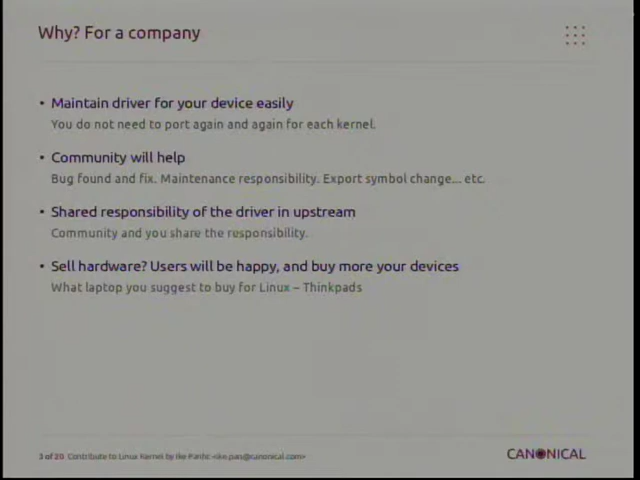 Why? For a company
• Maintain driver for your device easily
You do not need to port again and again for each kernel.
• Community will help
Bug found and fix. Maintenance responsibility. Export symbol change... etc.
• Shared responsibility of the driver in upstream
Community and you share the responsibility.
• Sell hardware? Users will be happy, and buy more your devices
What laptop you suggest to buy for Linux – Thinkpads
3 of 20 Contribute to Linux Kernel by Ike Panhc <ike.pan@canonical.com>
CANONICAL